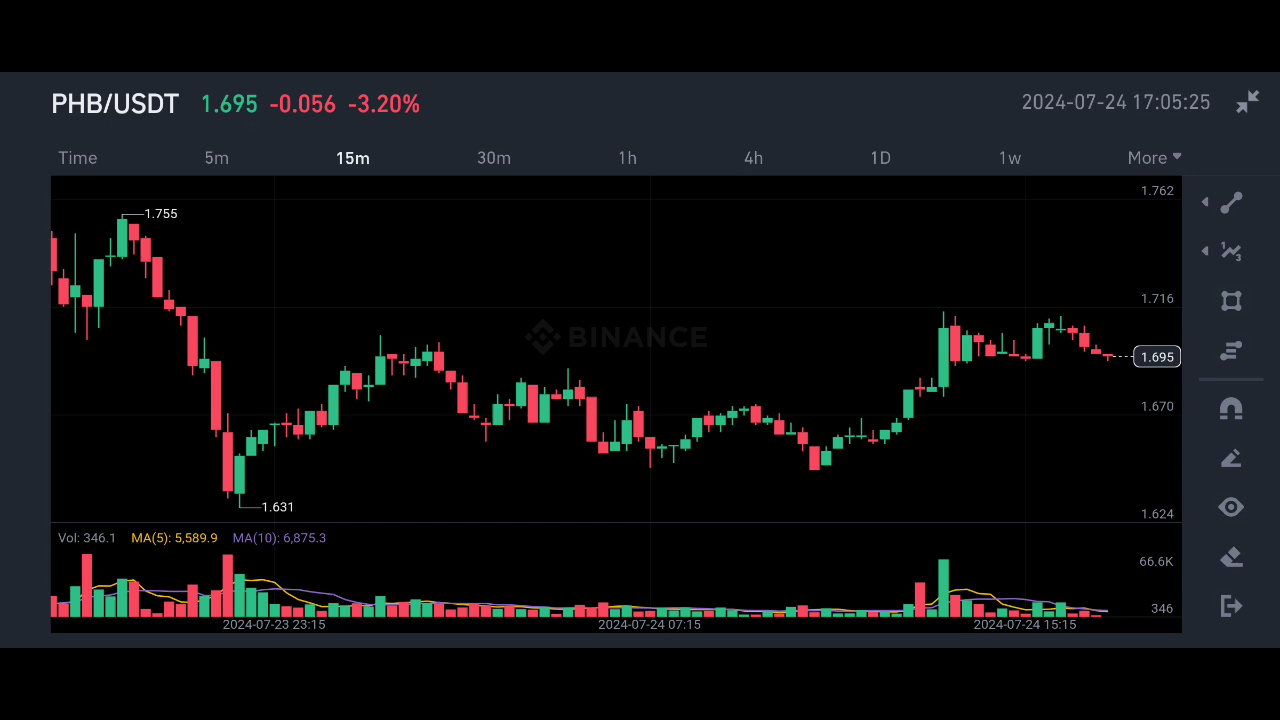 PHB/USDT 1.695 -0.056 -3.20% 2024-07-24 17:05:25
Time 5m 15m 30m 1h 4h 1D 1w More
1.762
1.755
1.716
BINANCE
1.695
1.670
1.631
1.624
Vol: 346.1 MA(5): 5,589.9 MA(10): 6,875.3
66.6K
346
2024-07-23 23:15 2024-07-24 07:15 2024-07-24 15:15